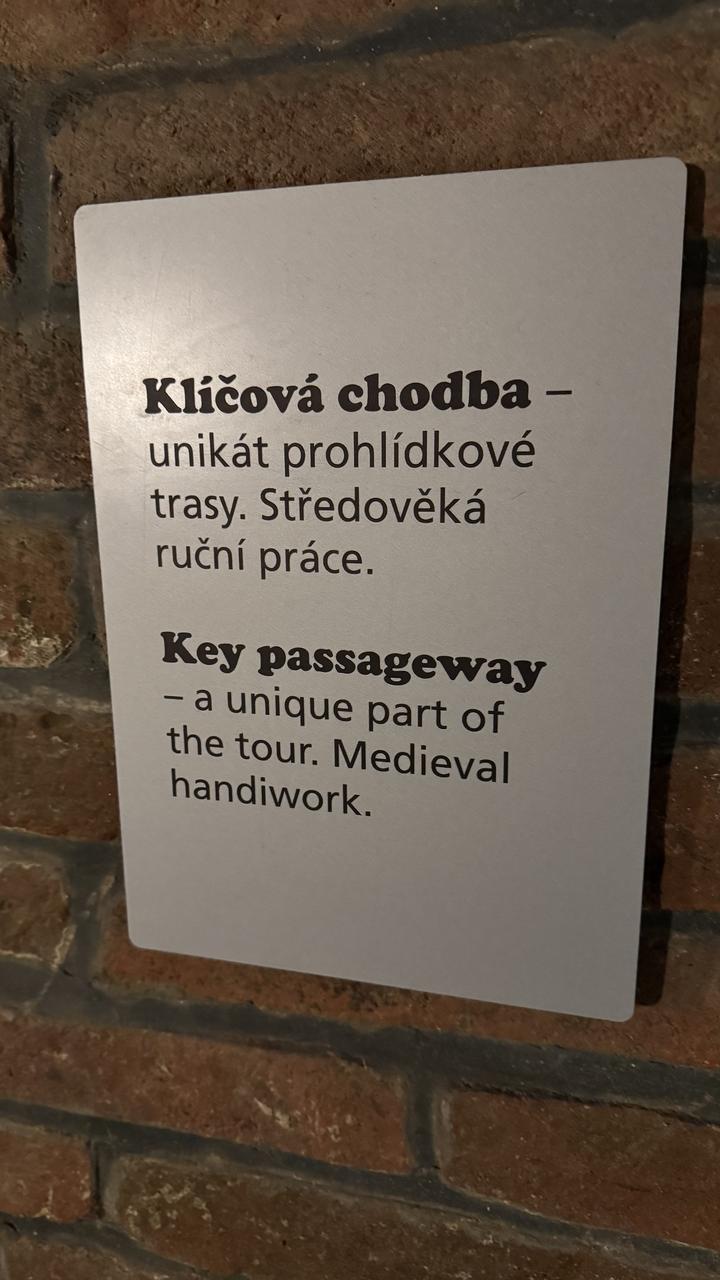 Klíčová chodba –
unikát prohlídkové
trasy. Středověká
ruční práce.
Key passageway
– a unique part of
the tour. Medieval
handiwork.